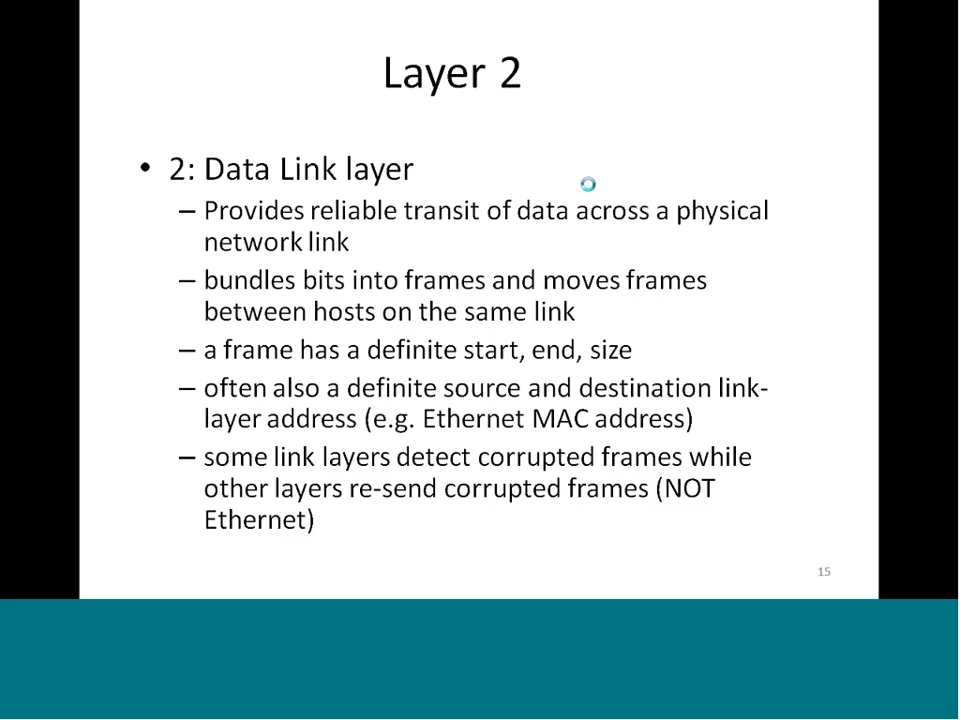 Layer 2
• 2: Data Link layer
– Provides reliable transit of data across a physical
network link
– bundles bits into frames and moves frames
between hosts on the same link
– a frame has a definite start, end, size
– often also a definite source and destination link-
layer address (e.g. Ethernet MAC address)
– some link layers detect corrupted frames while
other layers re-send corrupted frames (NOT
Ethernet)
15